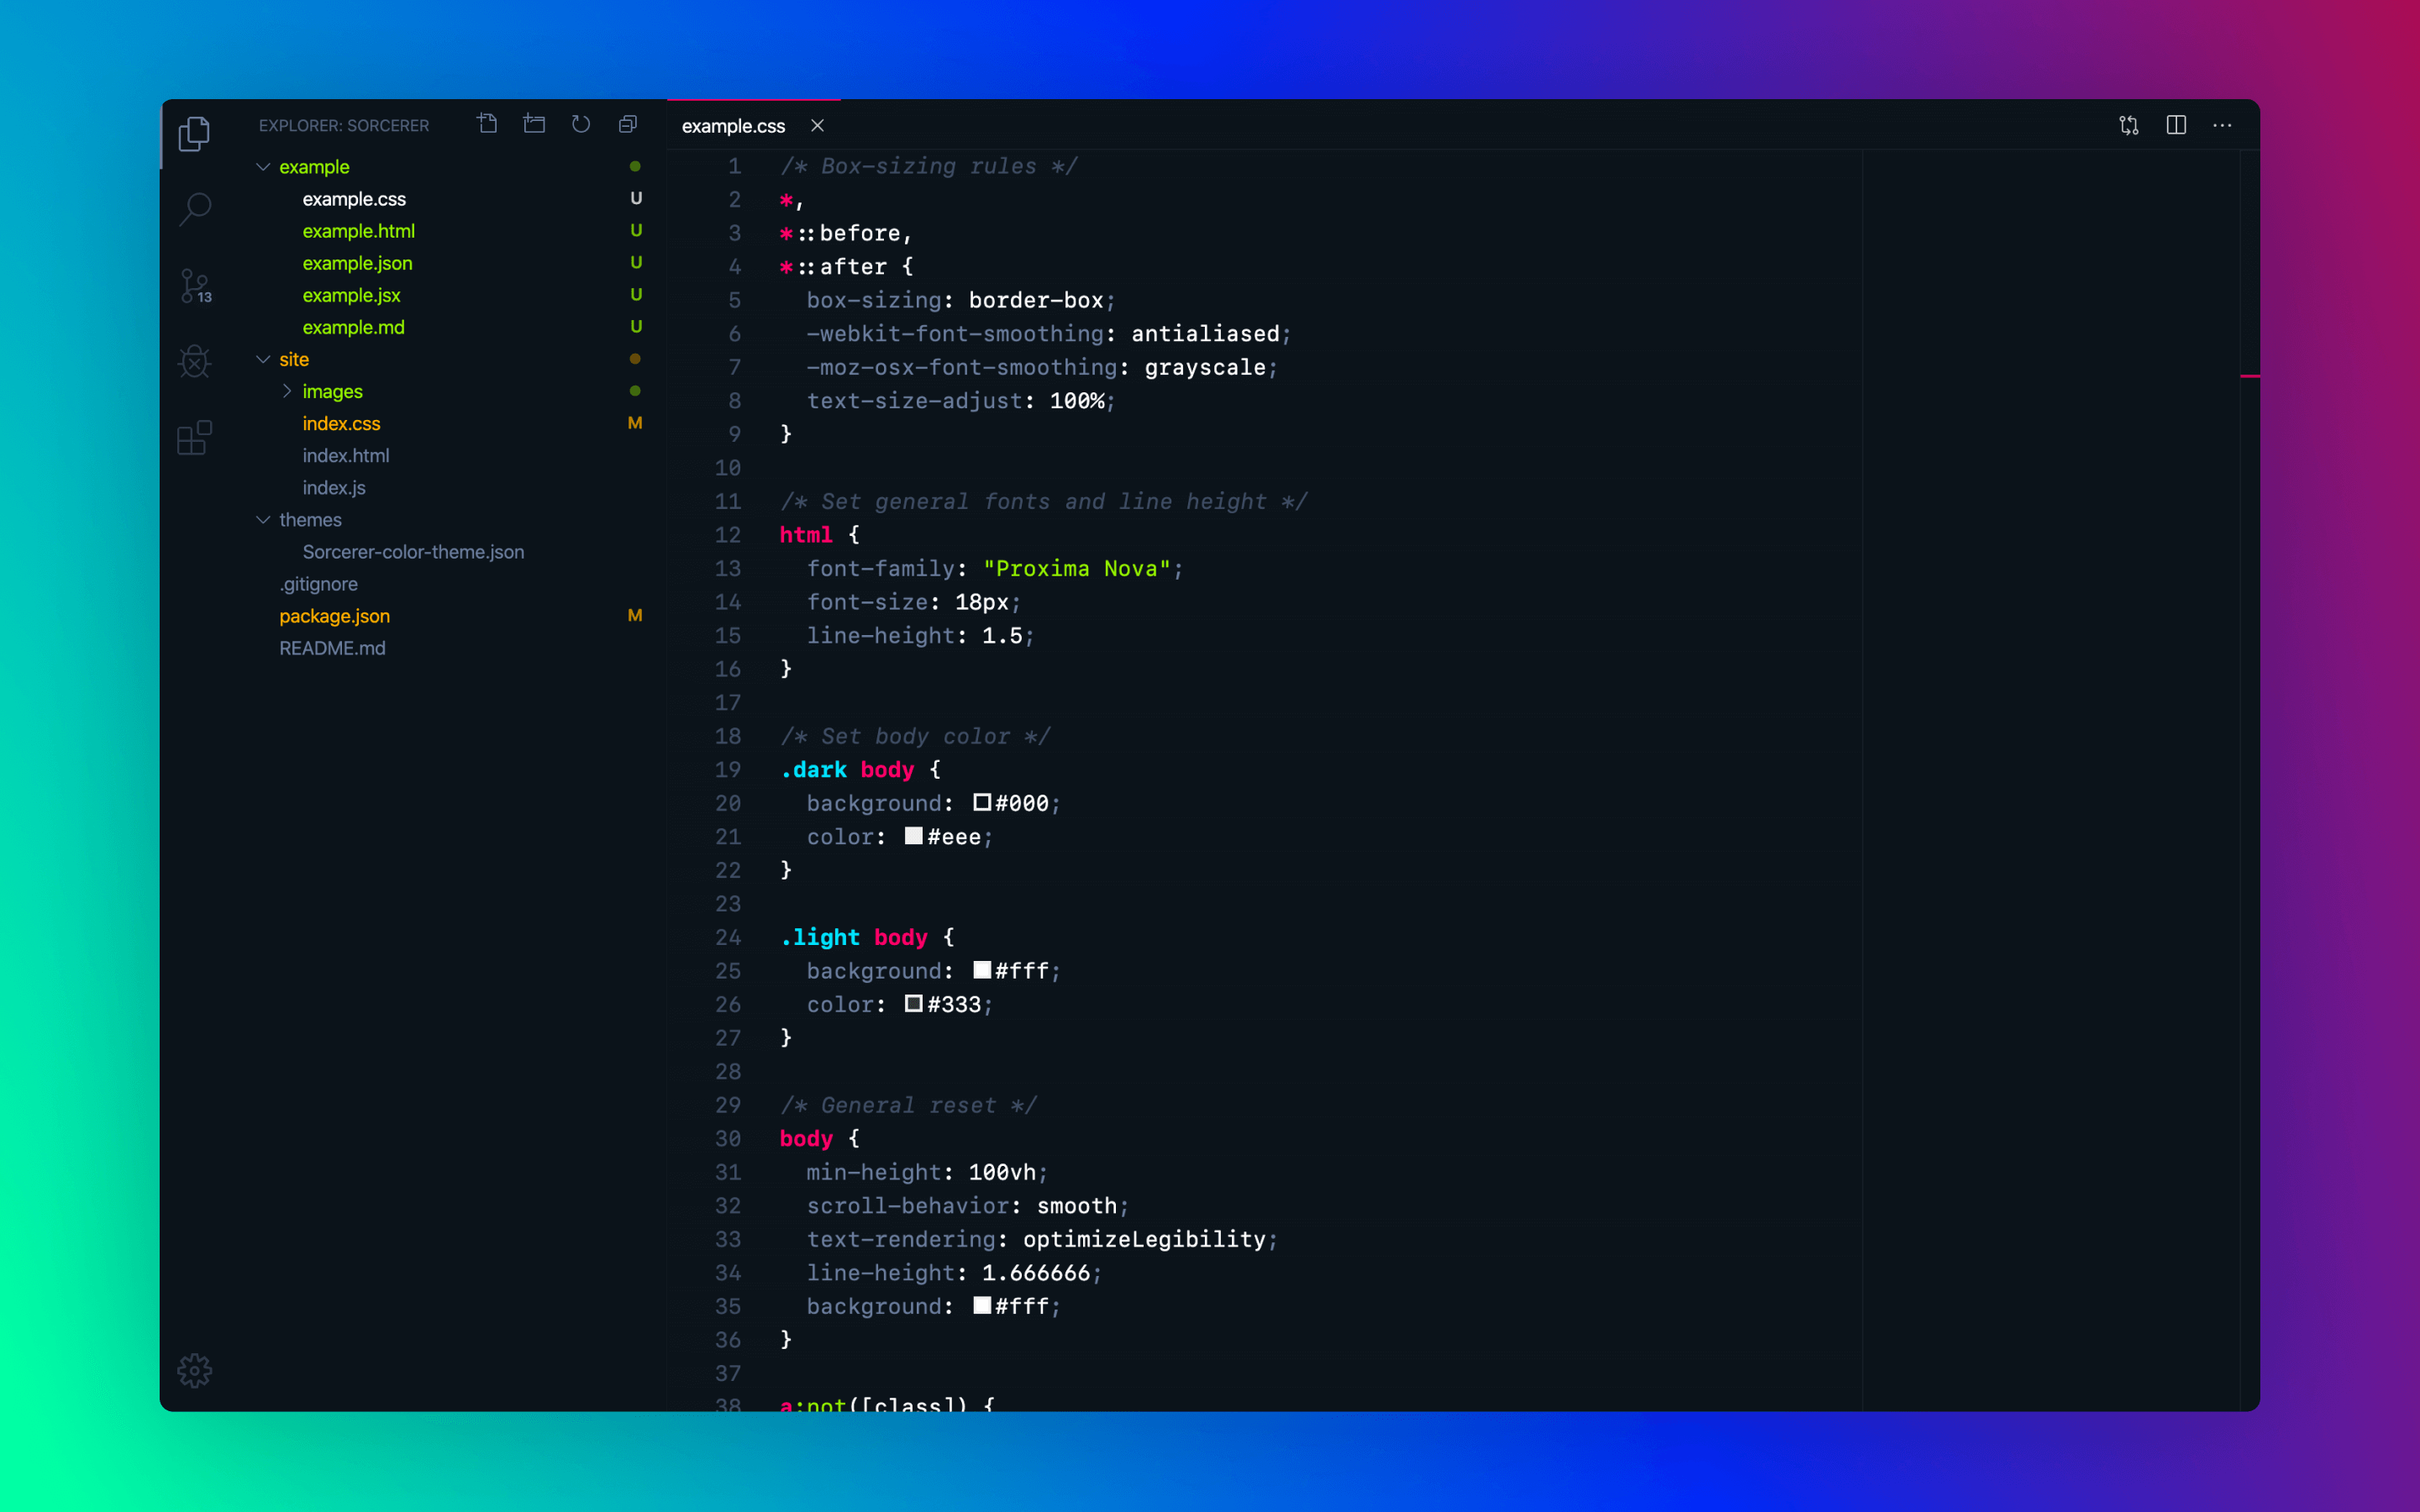 EXPLORER: SORCERER
example
example.css U
example.html U
example.json U
example.jsx U
example.md U
site
images
index.css M
index.html
index.js
themes
Sorcerer-color-theme.json
.gitignore
package.json M
README.md
13
example.css
1 /* Box-sizing rules */
2 *,
3 *::before,
4 *::after {
5   box-sizing: border-box;
6   -webkit-font-smoothing: antialiased;
7   -moz-osx-font-smoothing: grayscale;
8   text-size-adjust: 100%;
9 }
10
11 /* Set general fonts and line height */
12 html {
13   font-family: "Proxima Nova";
14   font-size: 18px;
15   line-height: 1.5;
16 }
17
18 /* Set body color */
19 .dark body {
20   background: #000;
21   color: #eee;
22 }
23
24 .light body {
25   background: #fff;
26   color: #333;
27 }
28
29 /* General reset */
30 body {
31   min-height: 100vh;
32   scroll-behavior: smooth;
33   text-rendering: optimizeLegibility;
34   line-height: 1.666666;
35   background: #fff;
36 }
37
38 a:not([class]) {